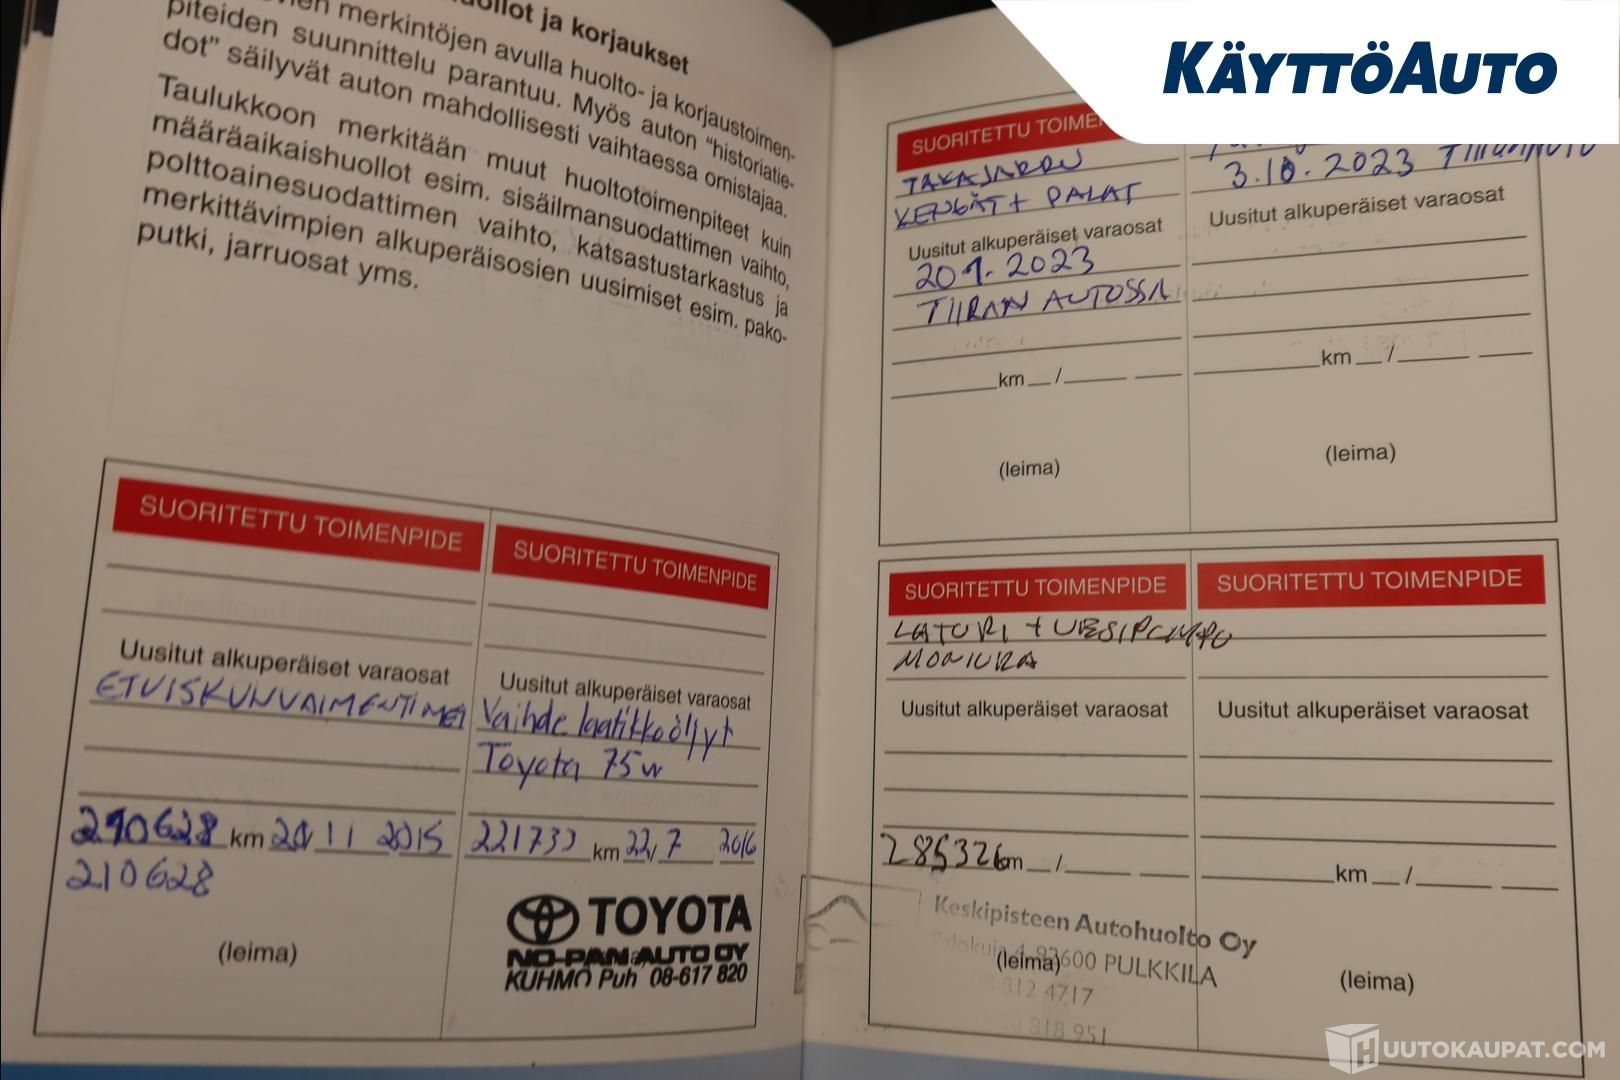 KÄYTTÖAUTO
huollot ja korjaukset
merkintöjen avulla huolto- ja korjaustoimen-
piteiden suunnittelu parantuu. Myös auton "historiatie-
dot" säilyvät auton mahdollisesti vaihtaessa omistajaa.
Taulukkoon merkitään muut huoltotoimenpiteet kuin
määräaikaishuollot esim. sisäilmansuodattimen vaihto,
polttoainesuodattimen vaihto, katsastustarkastus ja
merkittävimpien alkuperäisosien uusimiset esim. pako-
putki, jarruosat yms.
SUORITETTU TOIMENPIDE
Uusitut alkuperäiset varaosat
ETUISKUNVAIMENTIMET
210628 km 20/11 2015
210628
(leima)
SUORITETTU TOIMENPIDE
Uusitut alkuperäiset varaosat
Vaihdelaatikkoöljyt
Toyota 75w
221733 km 22/7 2016
TOYOTA
NO-PAN AUTO OY
KUHMO Puh 08-617 820
SUORITETTU TOIME
TAKAJARRU
KENGÄT + PALAT
Uusitut alkuperäiset varaosat
20.1.2023
TIIRAN AUTOSSA
km /
(leima)
3.10.2023
Uusitut alkuperäiset varaosat
km /
(leima)
SUORITETTU TOIMENPIDE
LATURI + VESIPUMPPU
MONIURA
Uusitut alkuperäiset varaosat
285326 km /
Keskipisteen Autohuolto Oy
92600 PULKKILA
(leima)
812 4717
818 951
SUORITETTU TOIMENPIDE
Uusitut alkuperäiset varaosat
km /
(leima)
HUUTOKAUPAT.COM